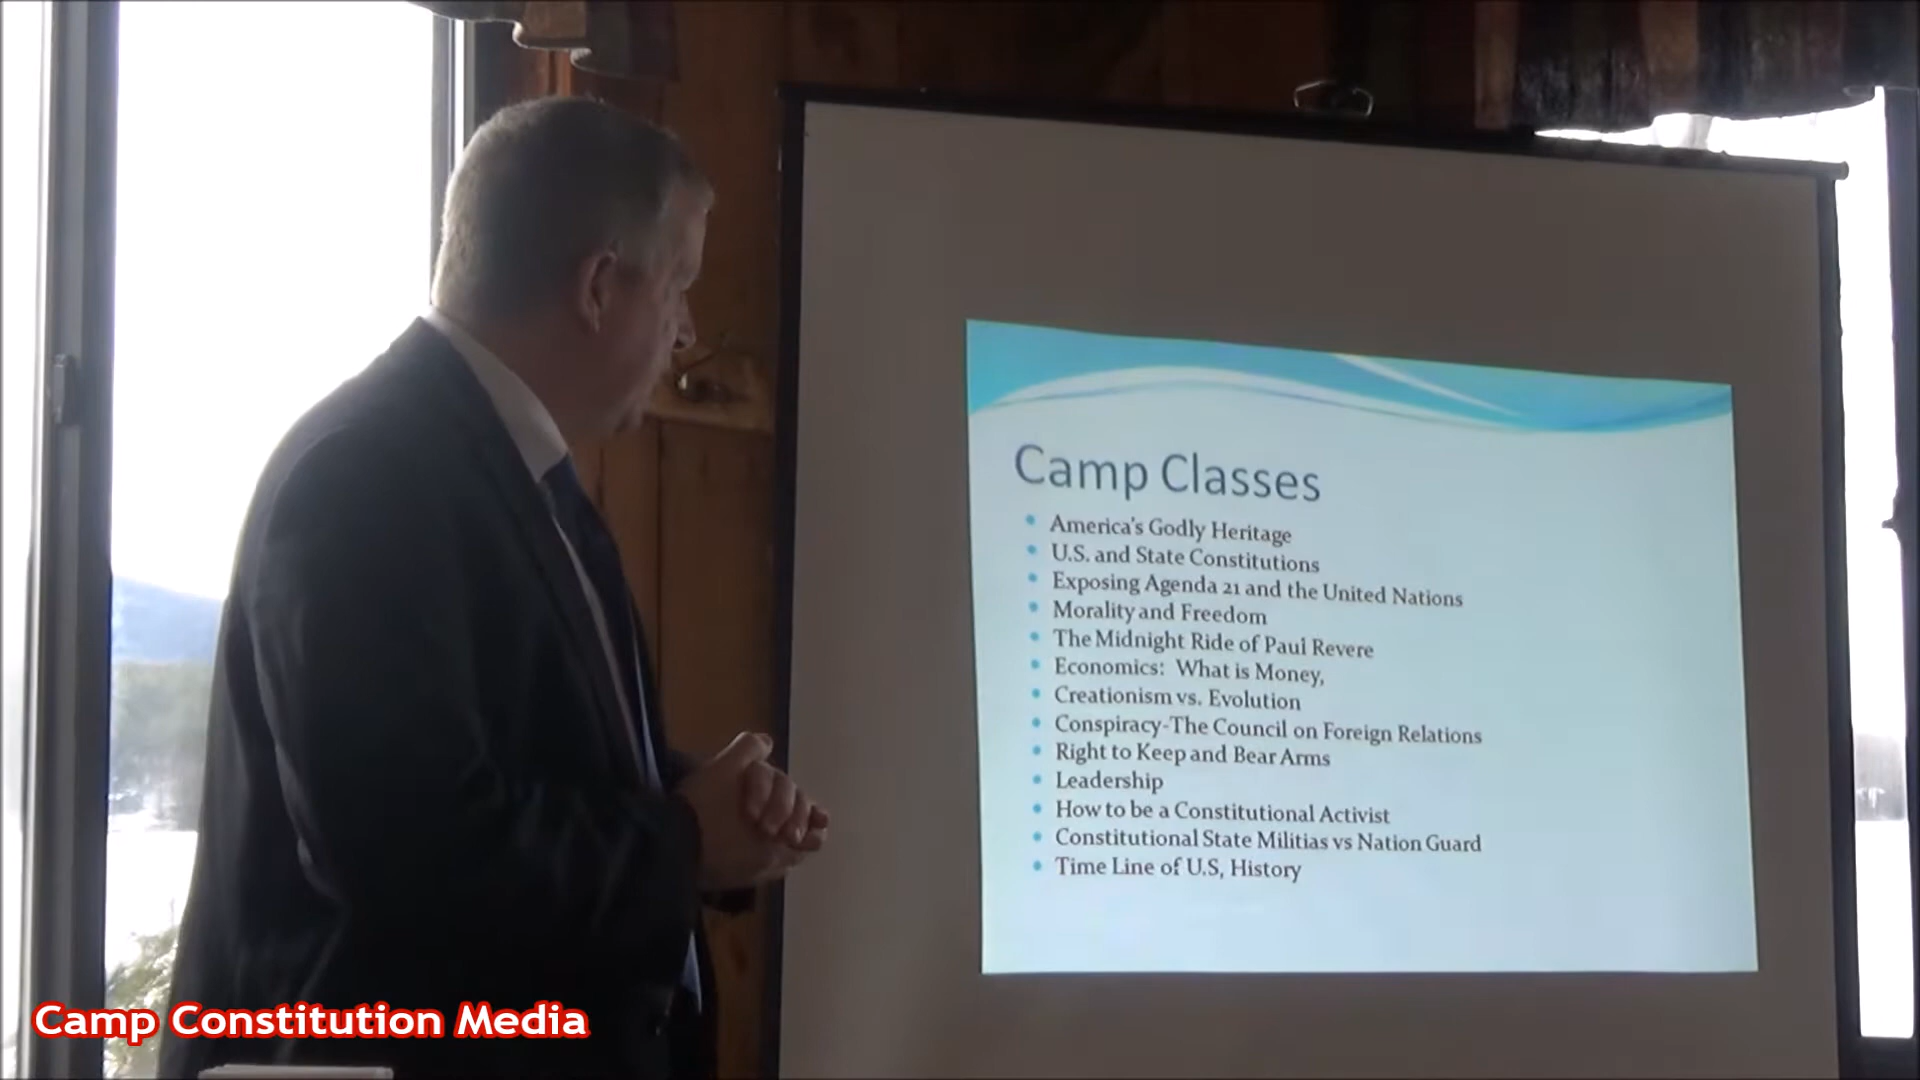 Camp Classes
America's Godly Heritage
U.S. and State Constitutions
Exposing Agenda 21 and the United Nations
Morality and Freedom
The Midnight Ride of Paul Revere
Economics: What is Money,
Creationism vs. Evolution
Conspiracy-The Council on Foreign Relations
Right to Keep and Bear Arms
Leadership
How to be a Constitutional Activist
Constitutional State Militias vs Nation Guard
Time Line of U.S, History
Camp Constitution Media